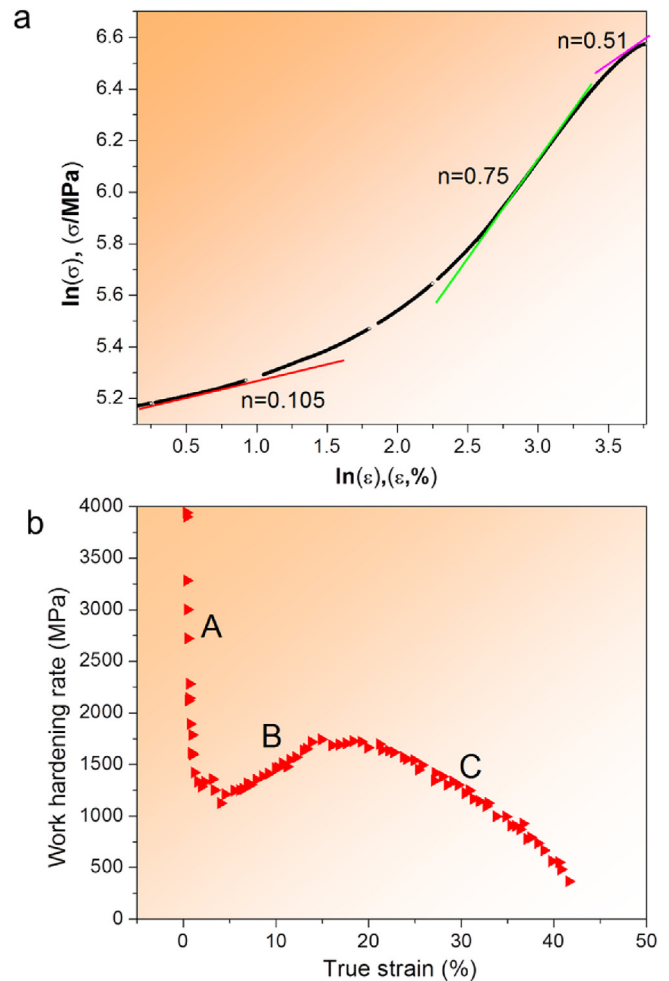 a
6.6
6.4
6.2
6.0
5.8
5.6
5.4
5.2
ln(σ), (σ/MPa)
n=0.51
n=0.75
n=0.105
0.5 1.0 1.5 2.0 2.5 3.0 3.5
ln(ε),(ε,%)
b
4000
3500
3000
2500
2000
1500
1000
500
0
Work hardening rate (MPa)
A
B
C
0 10 20 30 40 50
True strain (%)